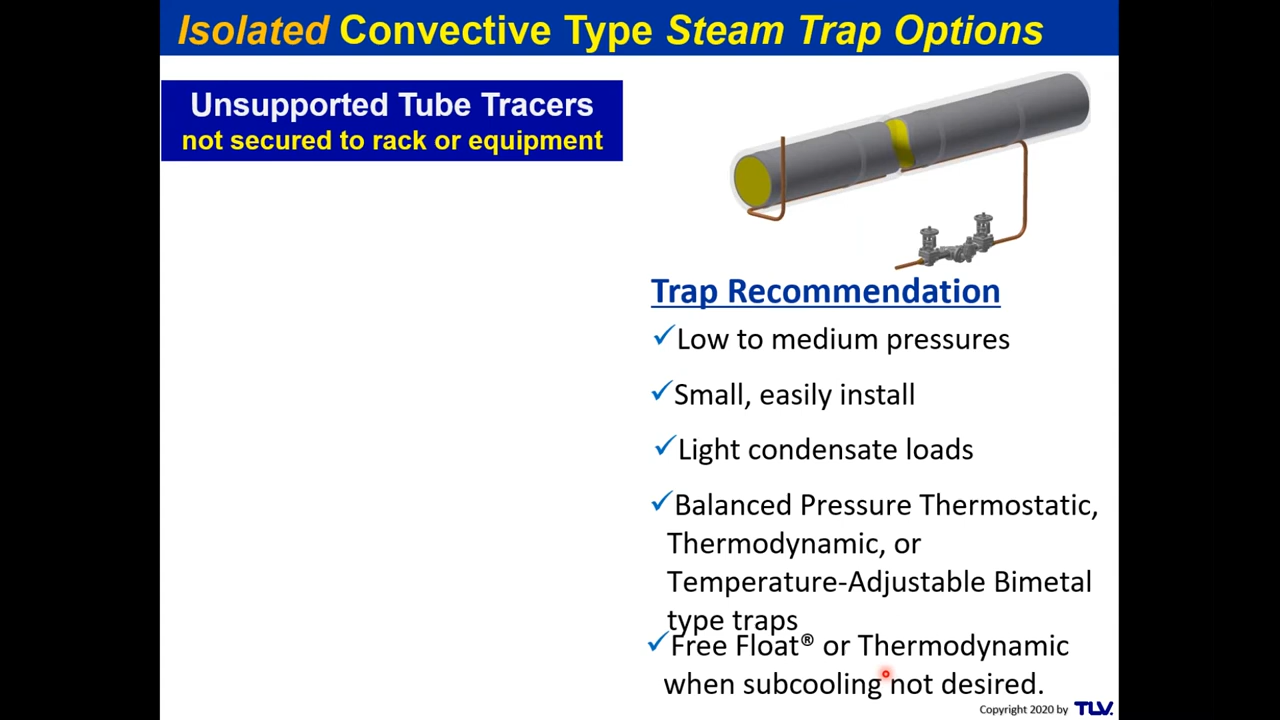 Isolated Convective Type Steam Trap Options
Unsupported Tube Tracers
not secured to rack or equipment
Trap Recommendation
✓Low to medium pressures
✓Small, easily install
✓Light condensate loads
✓Balanced Pressure Thermostatic,
Thermodynamic, or
Temperature-Adjustable Bimetal
type traps
✓Free Float® or Thermodynamic
when subcooling not desired.
Copyright 2020 by TLV.